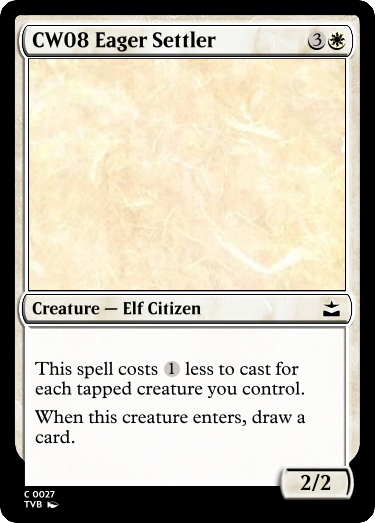 CW08 Eager Settler 3
Creature — Elf Citizen
This spell costs 1 less to cast for
each tapped creature you control.
When this creature enters, draw a
card.
2/2
C 0027
TVB